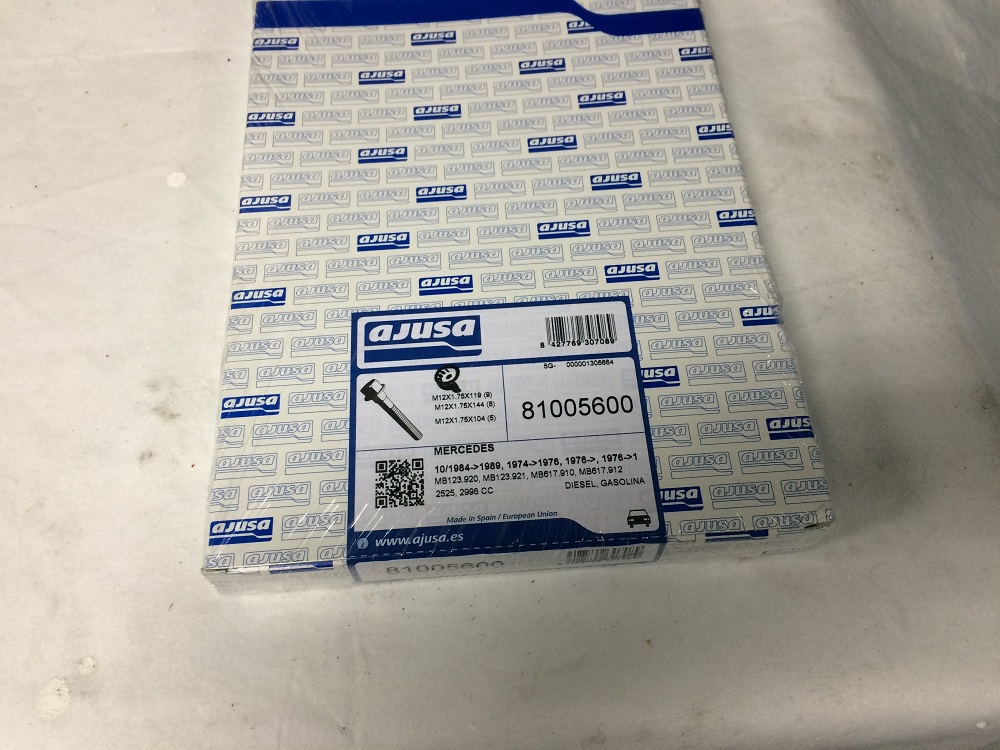 ajusa
8 427769 307089
5G- 000001306664
M12X1.75X119 (9)
M12X1.75X144 (8)
M12X1.75X104 (5)
81005600
MERCEDES
10/1984->1989, 1974->1976, 1976->, 1976->1
MB123.920, MB123.921, MB617.910, MB617.912
2525, 2998 CC DIESEL, GASOLINA
Made in Spain / European Union
www.ajusa.es
81005600